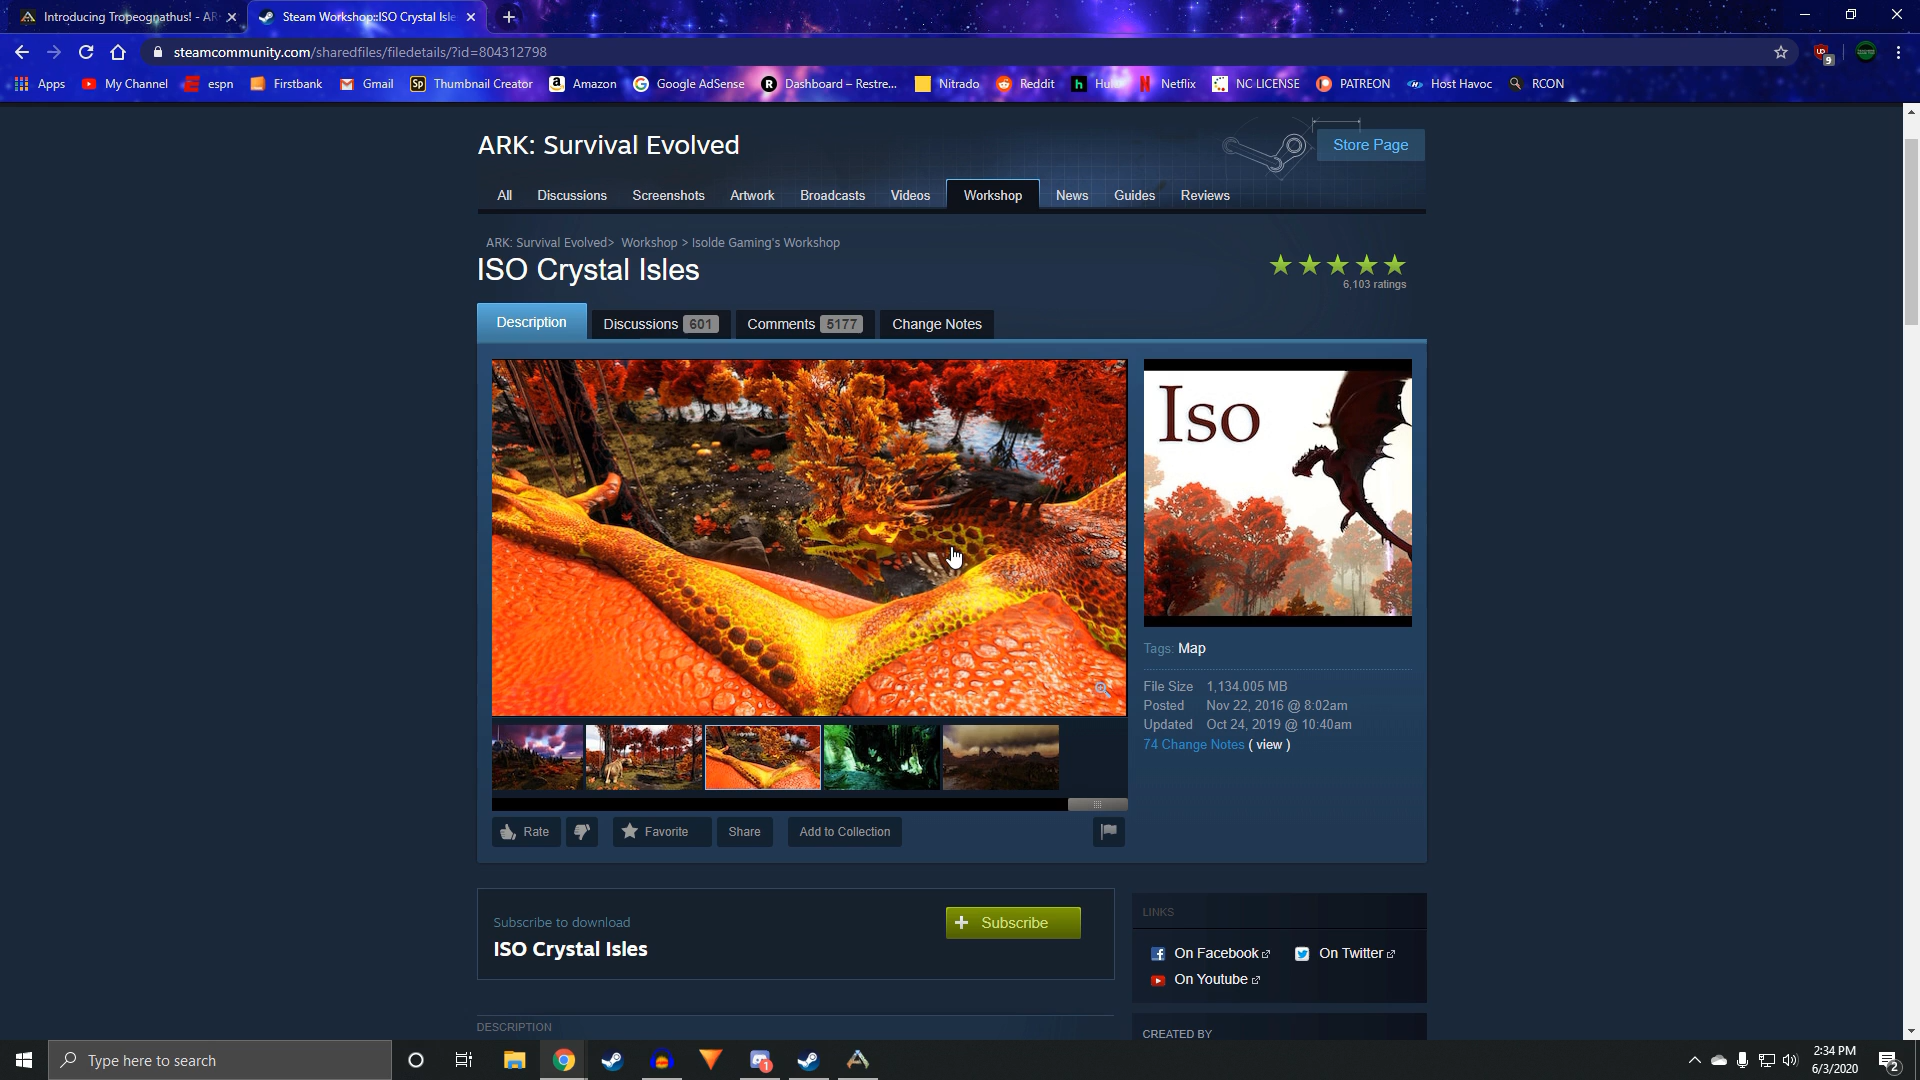 Introducing Tropeognathus! - AR
Steam Workshop::ISO Crystal Isle
steamcommunity.com/sharedfiles/filedetails/?id=804312798
9
Apps
My Channel
espn
Firstbank
Gmail
Thumbnail Creator
Amazon
Google AdSense
Dashboard – Restre...
Nitrado
Reddit
Netflix
NC LICENSE
PATREON
Host Havoc
RCON
ARK: Survival Evolved
Store Page
All
Discussions
Screenshots
Artwork
Broadcasts
Videos
Workshop
News
Guides
Reviews
ARK: Survival Evolved> Workshop > Isolde Gaming's Workshop
ISO Crystal Isles
6,103 ratings
Description
Discussions 601
Comments 5177
Change Notes
Iso
Tags: Map
File Size 1,134.005 MB
Posted Nov 22, 2016 @ 8:02am
Updated Oct 24, 2019 @ 10:40am
74 Change Notes ( view )
Rate
Favorite
Share
Add to Collection
Subscribe to download
ISO Crystal Isles
Subscribe
LINKS
On Facebook
On Twitter
On Youtube
DESCRIPTION
CREATED BY
Type here to search
1
2:34 PM
6/3/2020
2